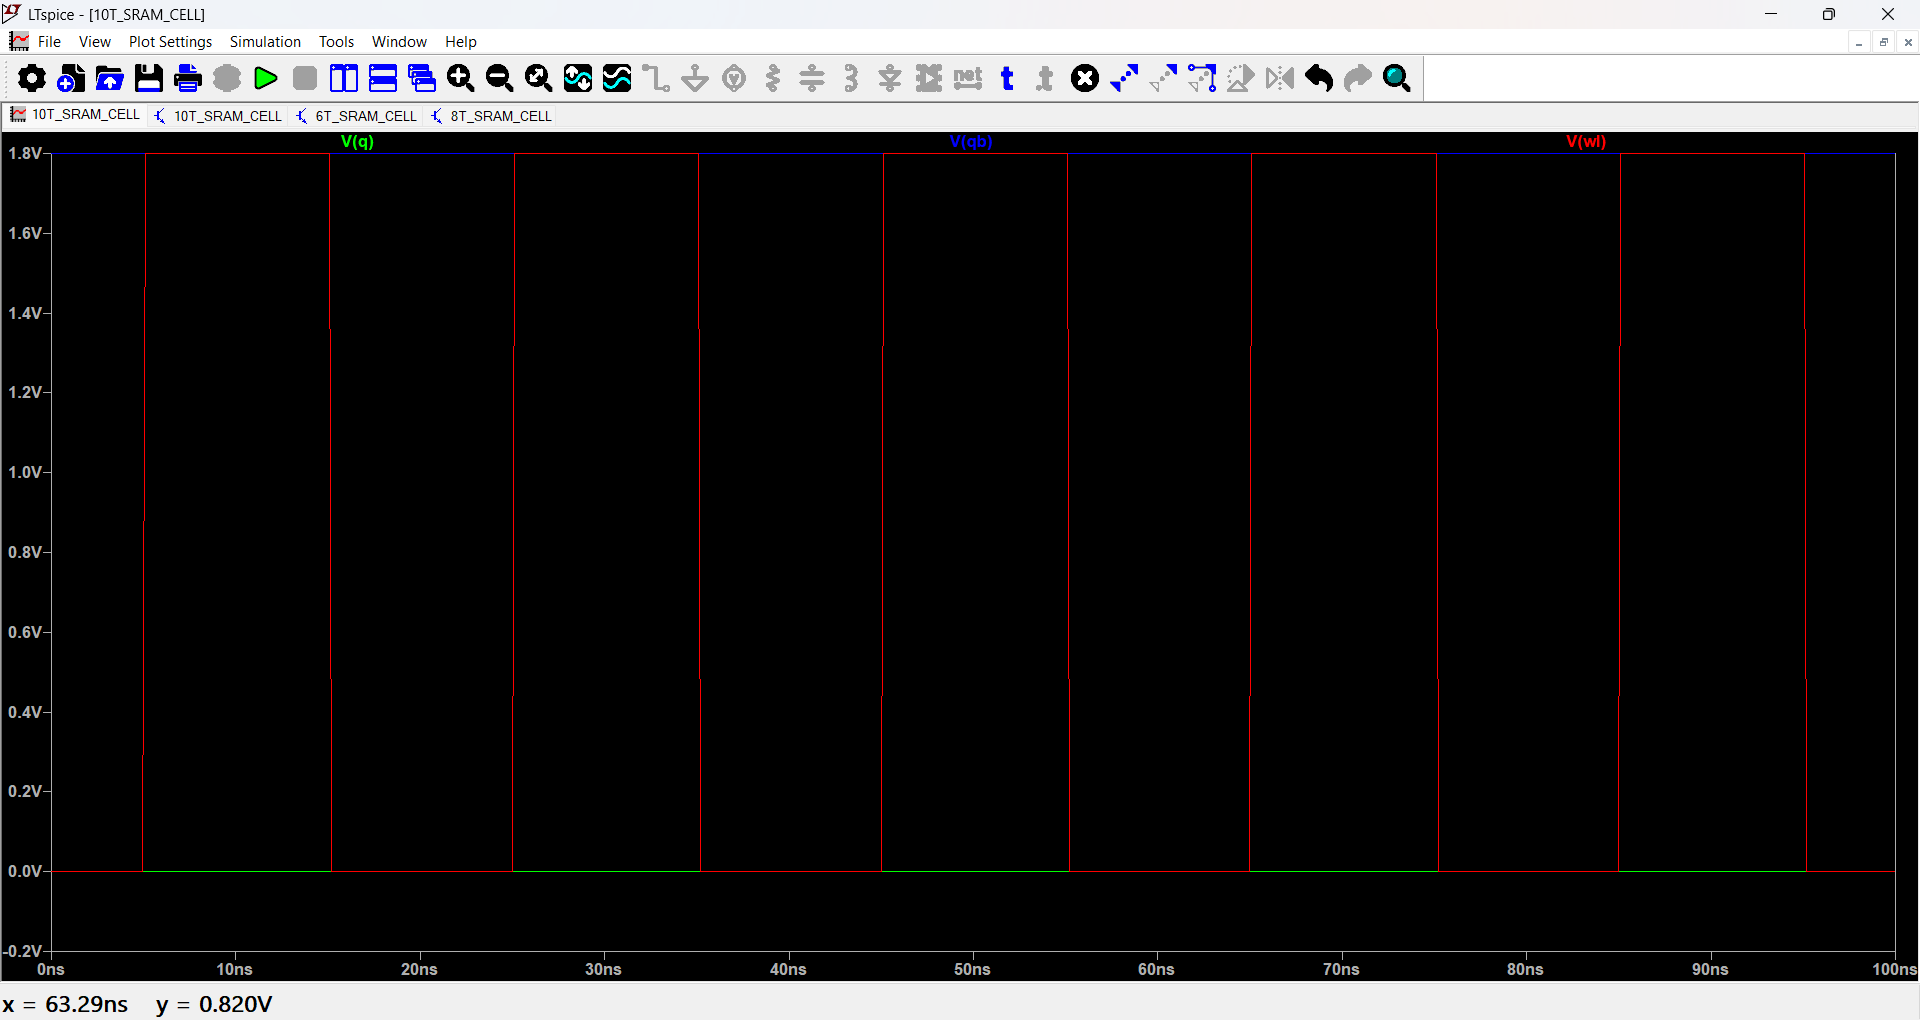 LTspice - [10T_SRAM_CELL]
File View Plot Settings Simulation Tools Window Help
net t .t
10T_SRAM_CELL 10T_SRAM_CELL 6T_SRAM_CELL 8T_SRAM_CELL
V(q) V(qb) V(wl)
1.8V
1.6V
1.4V
1.2V
1.0V
0.8V
0.6V
0.4V
0.2V
0.0V
-0.2V
0ns 10ns 20ns 30ns 40ns 50ns 60ns 70ns 80ns 90ns 100ns
x = 63.29ns y = 0.820V